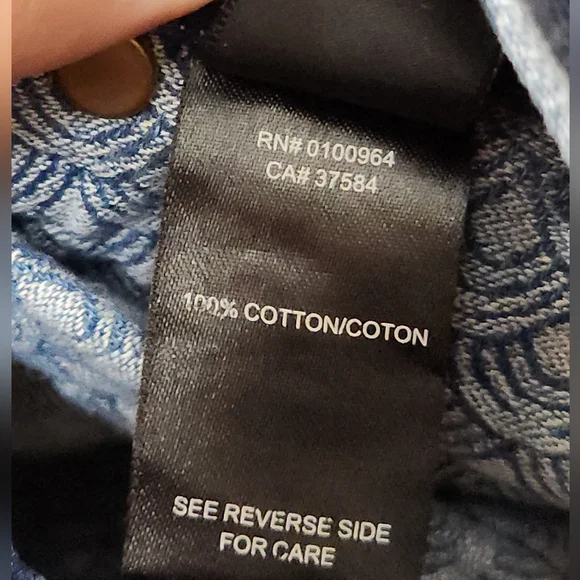 RN# 0100964
CA# 37584
100% COTTON/COTON
SEE REVERSE SIDE
FOR CARE